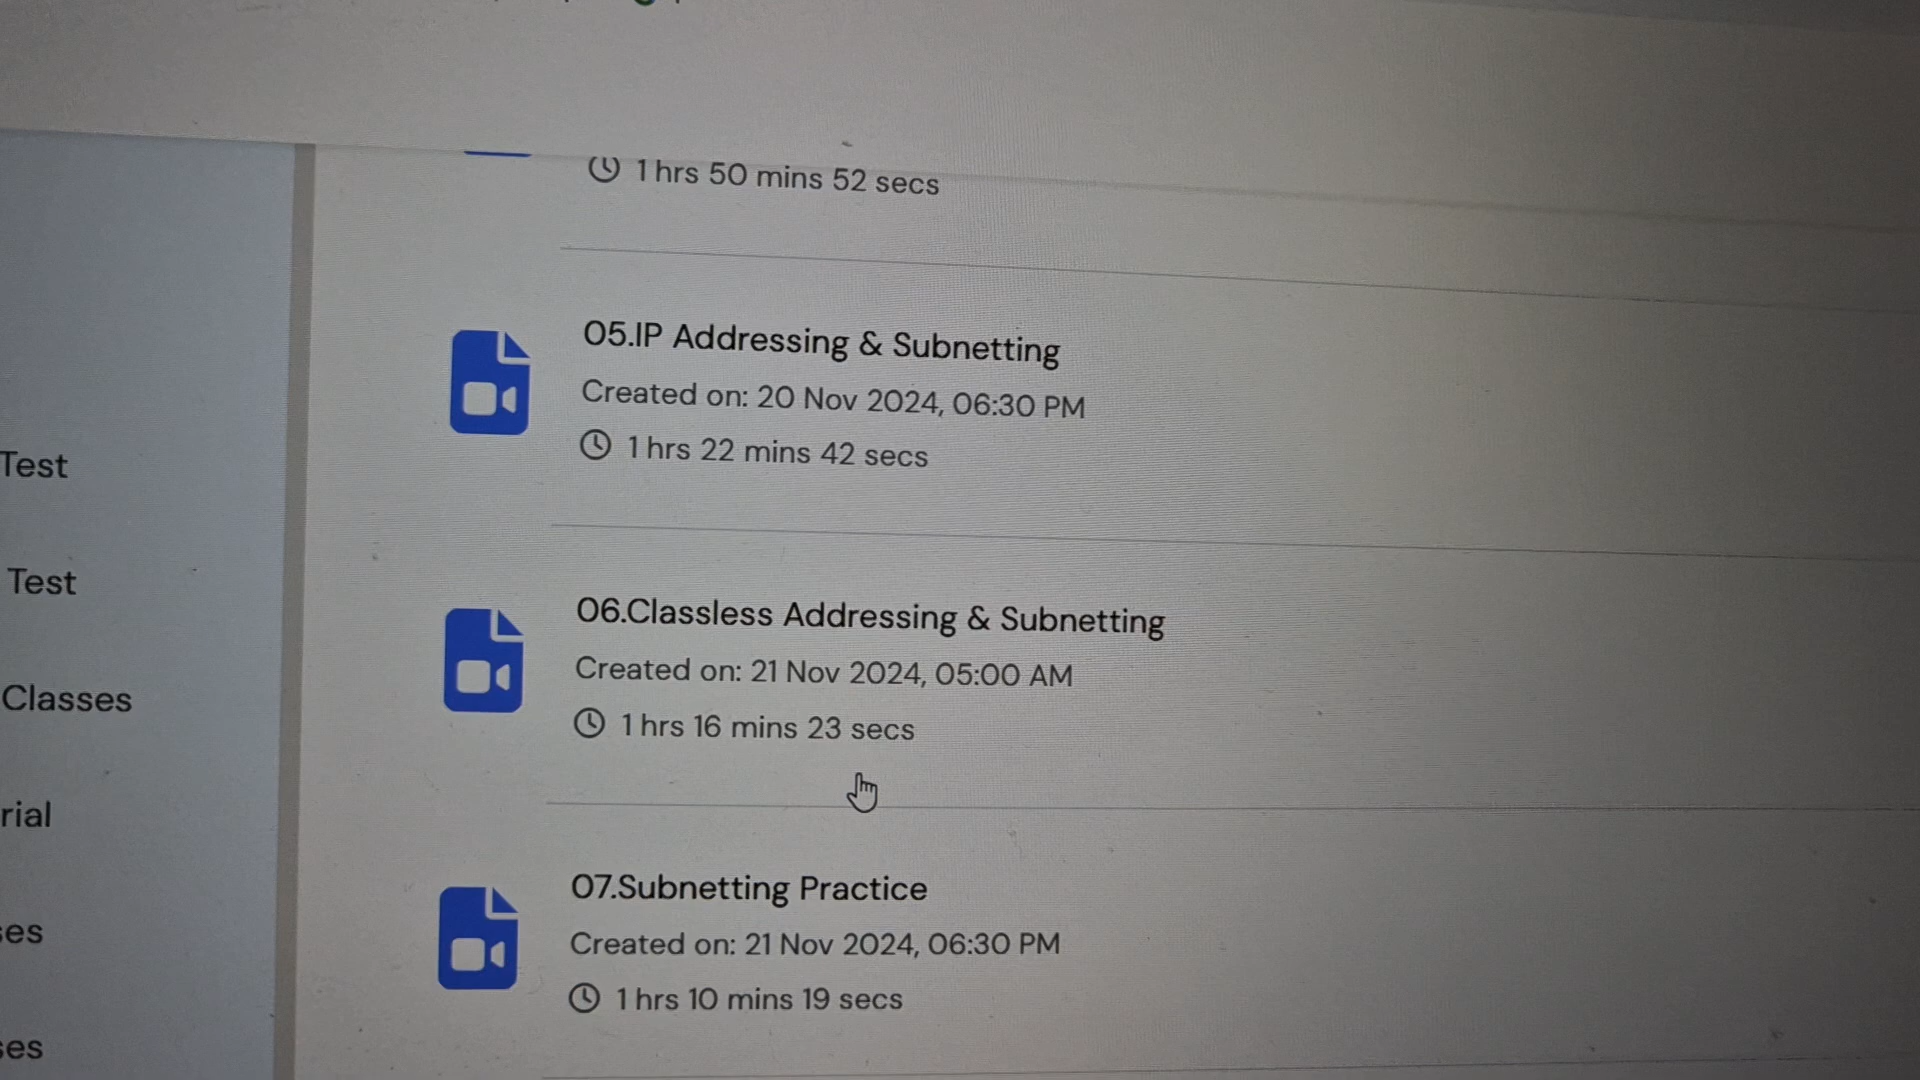 1 hrs 50 mins 52 secs
05.IP Addressing & Subnetting
Created on: 20 Nov 2024, 06:30 PM
1 hrs 22 mins 42 secs
Test
06.Classless Addressing & Subnetting
Test
Created on: 21 Nov 2024, 05:00 AM
Classes
1 hrs 16 mins 23 secs
rial
07.Subnetting Practice
es
Created on: 21 Nov 2024, 06:30 PM
1 hrs 10 mins 19 secs
es